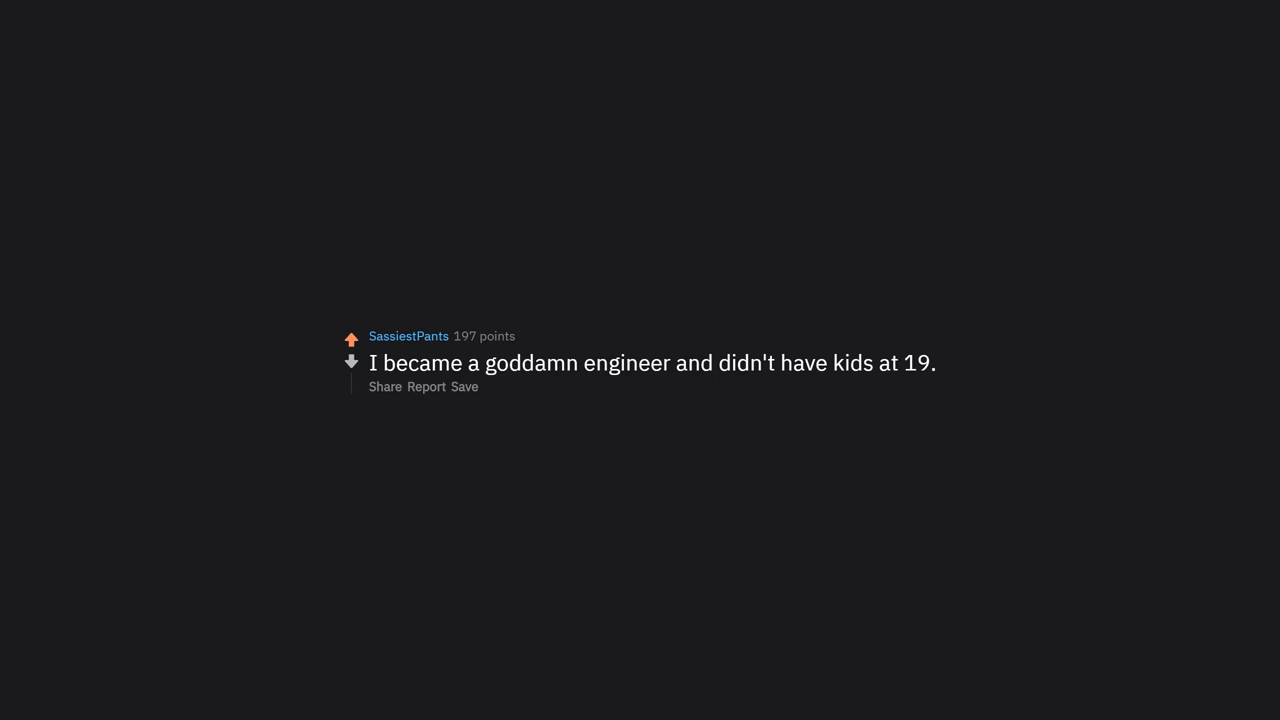 SassiestPants 197 points
I became a goddamn engineer and didn't have kids at 19.
Share Report Save